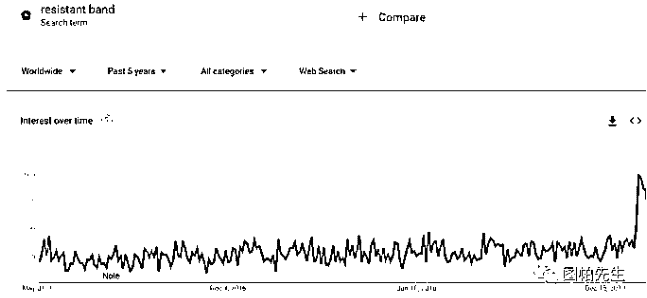 resistant band
Search term
+ Compare
Worldwide
Past 5 years
All categories
Web Search
Interest over time
Note
图帕先生